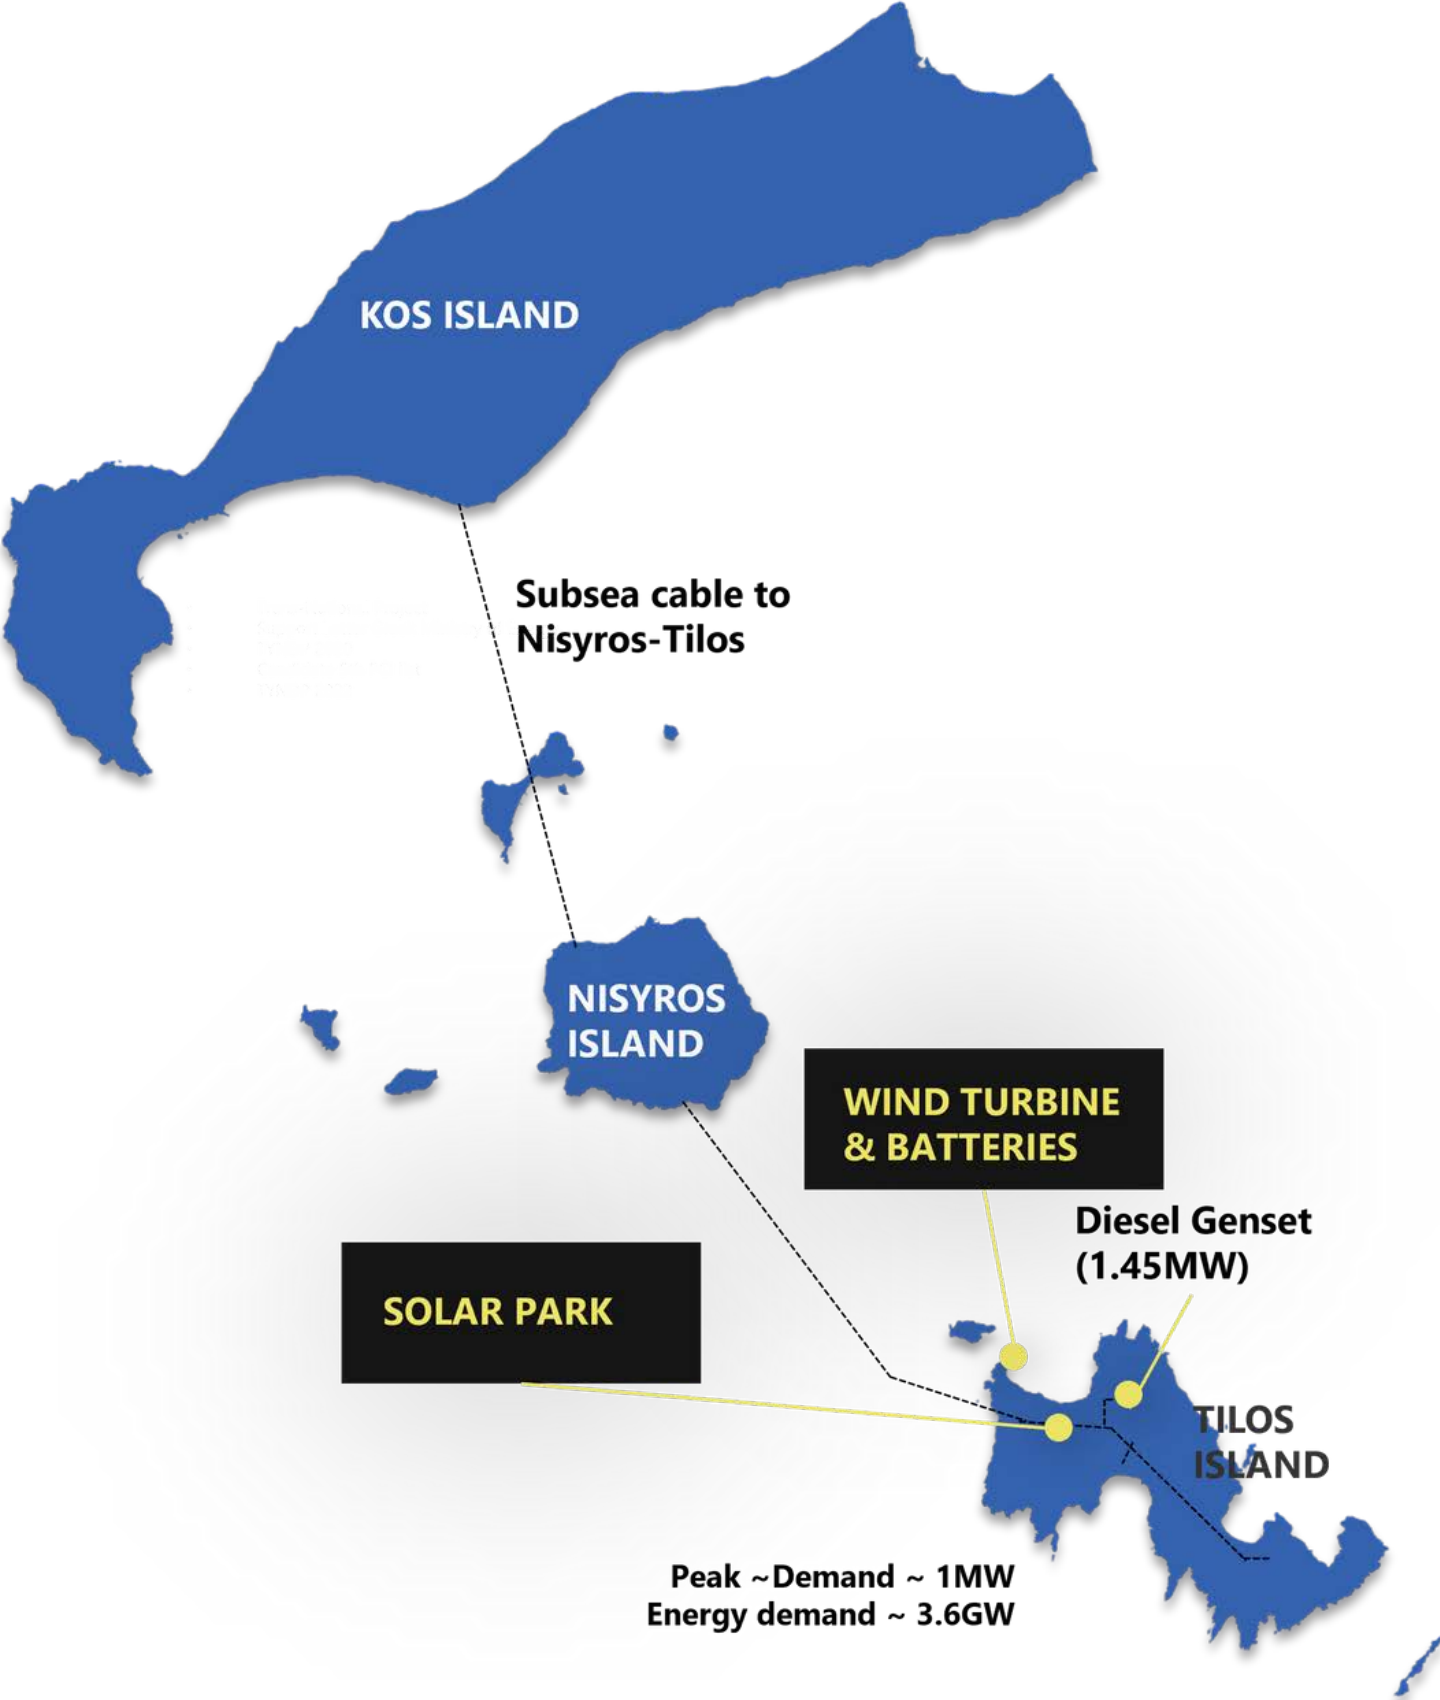 KOS ISLAND
Subsea cable to
Nisyros-Tilos
NISYROS
ISLAND
WIND TURBINE
& BATTERIES
Diesel Genset
(1.45MW)
SOLAR PARK
TILOS
ISLAND
Peak ~Demand ~ 1MW
Energy demand ~ 3.6GW